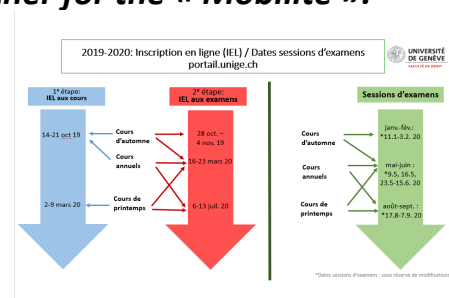 her for the « Mobilité ».
2019-2020: Inscription en ligne (IEL) / Dates sessions d'examens
portail.unige.ch
UNIVERSITÉ
DE GENÈVE
FACULTÉ DE DROIT
1e étape:
IEL aux cours
2e étape:
IEL aux examens
Sessions d'examens
14-21 oct 19
2-9 mars 20
Cours
d'automne
Cours
annuels
Cours de
printemps
28 oct. –
4 nov. 19
16-23 mars 20
6-13 juil. 20
Cours
d'automne
Cours
annuels
Cours de
printemps
janv.-fév.:
*11.1-3.2. 20
mai-juin :
*9.5, 16.5,
23.5-15.6. 20
août-sept. :
*17.8-7.9. 20
*Dates sessions d'examens : sous réserve de modifications